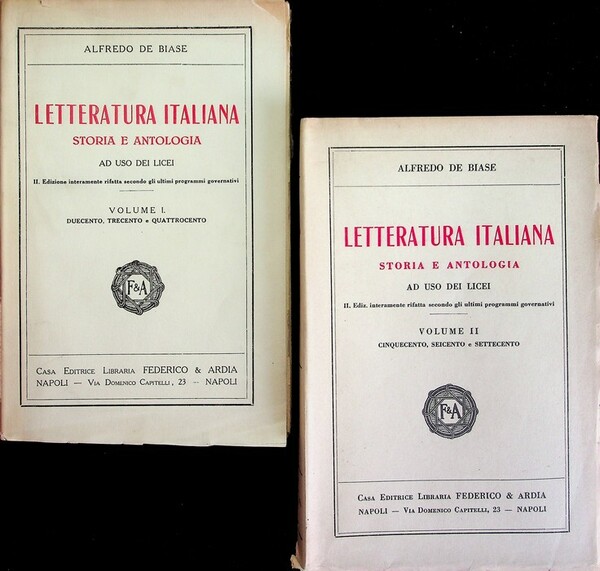 ALFREDO DE BIASE
LETTERATURA ITALIANA
STORIA E ANTOLOGIA
AD USO DEI LICEI
II. Edizione interamente rifatta secondo gli ultimi programmi governativi
VOLUME I.
DUECENTO, TRECENTO e QUATTROCENTO
F&A
CASA EDITRICE LIBRARIA FEDERICO & ARDIA
NAPOLI — VIA DOMENICO CAPITELLI, 23 — NAPOLI
ALFREDO DE BIASE
LETTERATURA ITALIANA
STORIA E ANTOLOGIA
AD USO DEI LICEI
II. Ediz. interamente rifatta secondo gli ultimi programmi governativi
VOLUME II
CINQUECENTO, SEICENTO e SETTECENTO
F&A
CASA EDITRICE LIBRARIA FEDERICO & ARDIA
NAPOLI — VIA DOMENICO CAPITELLI, 23 — NAPOLI